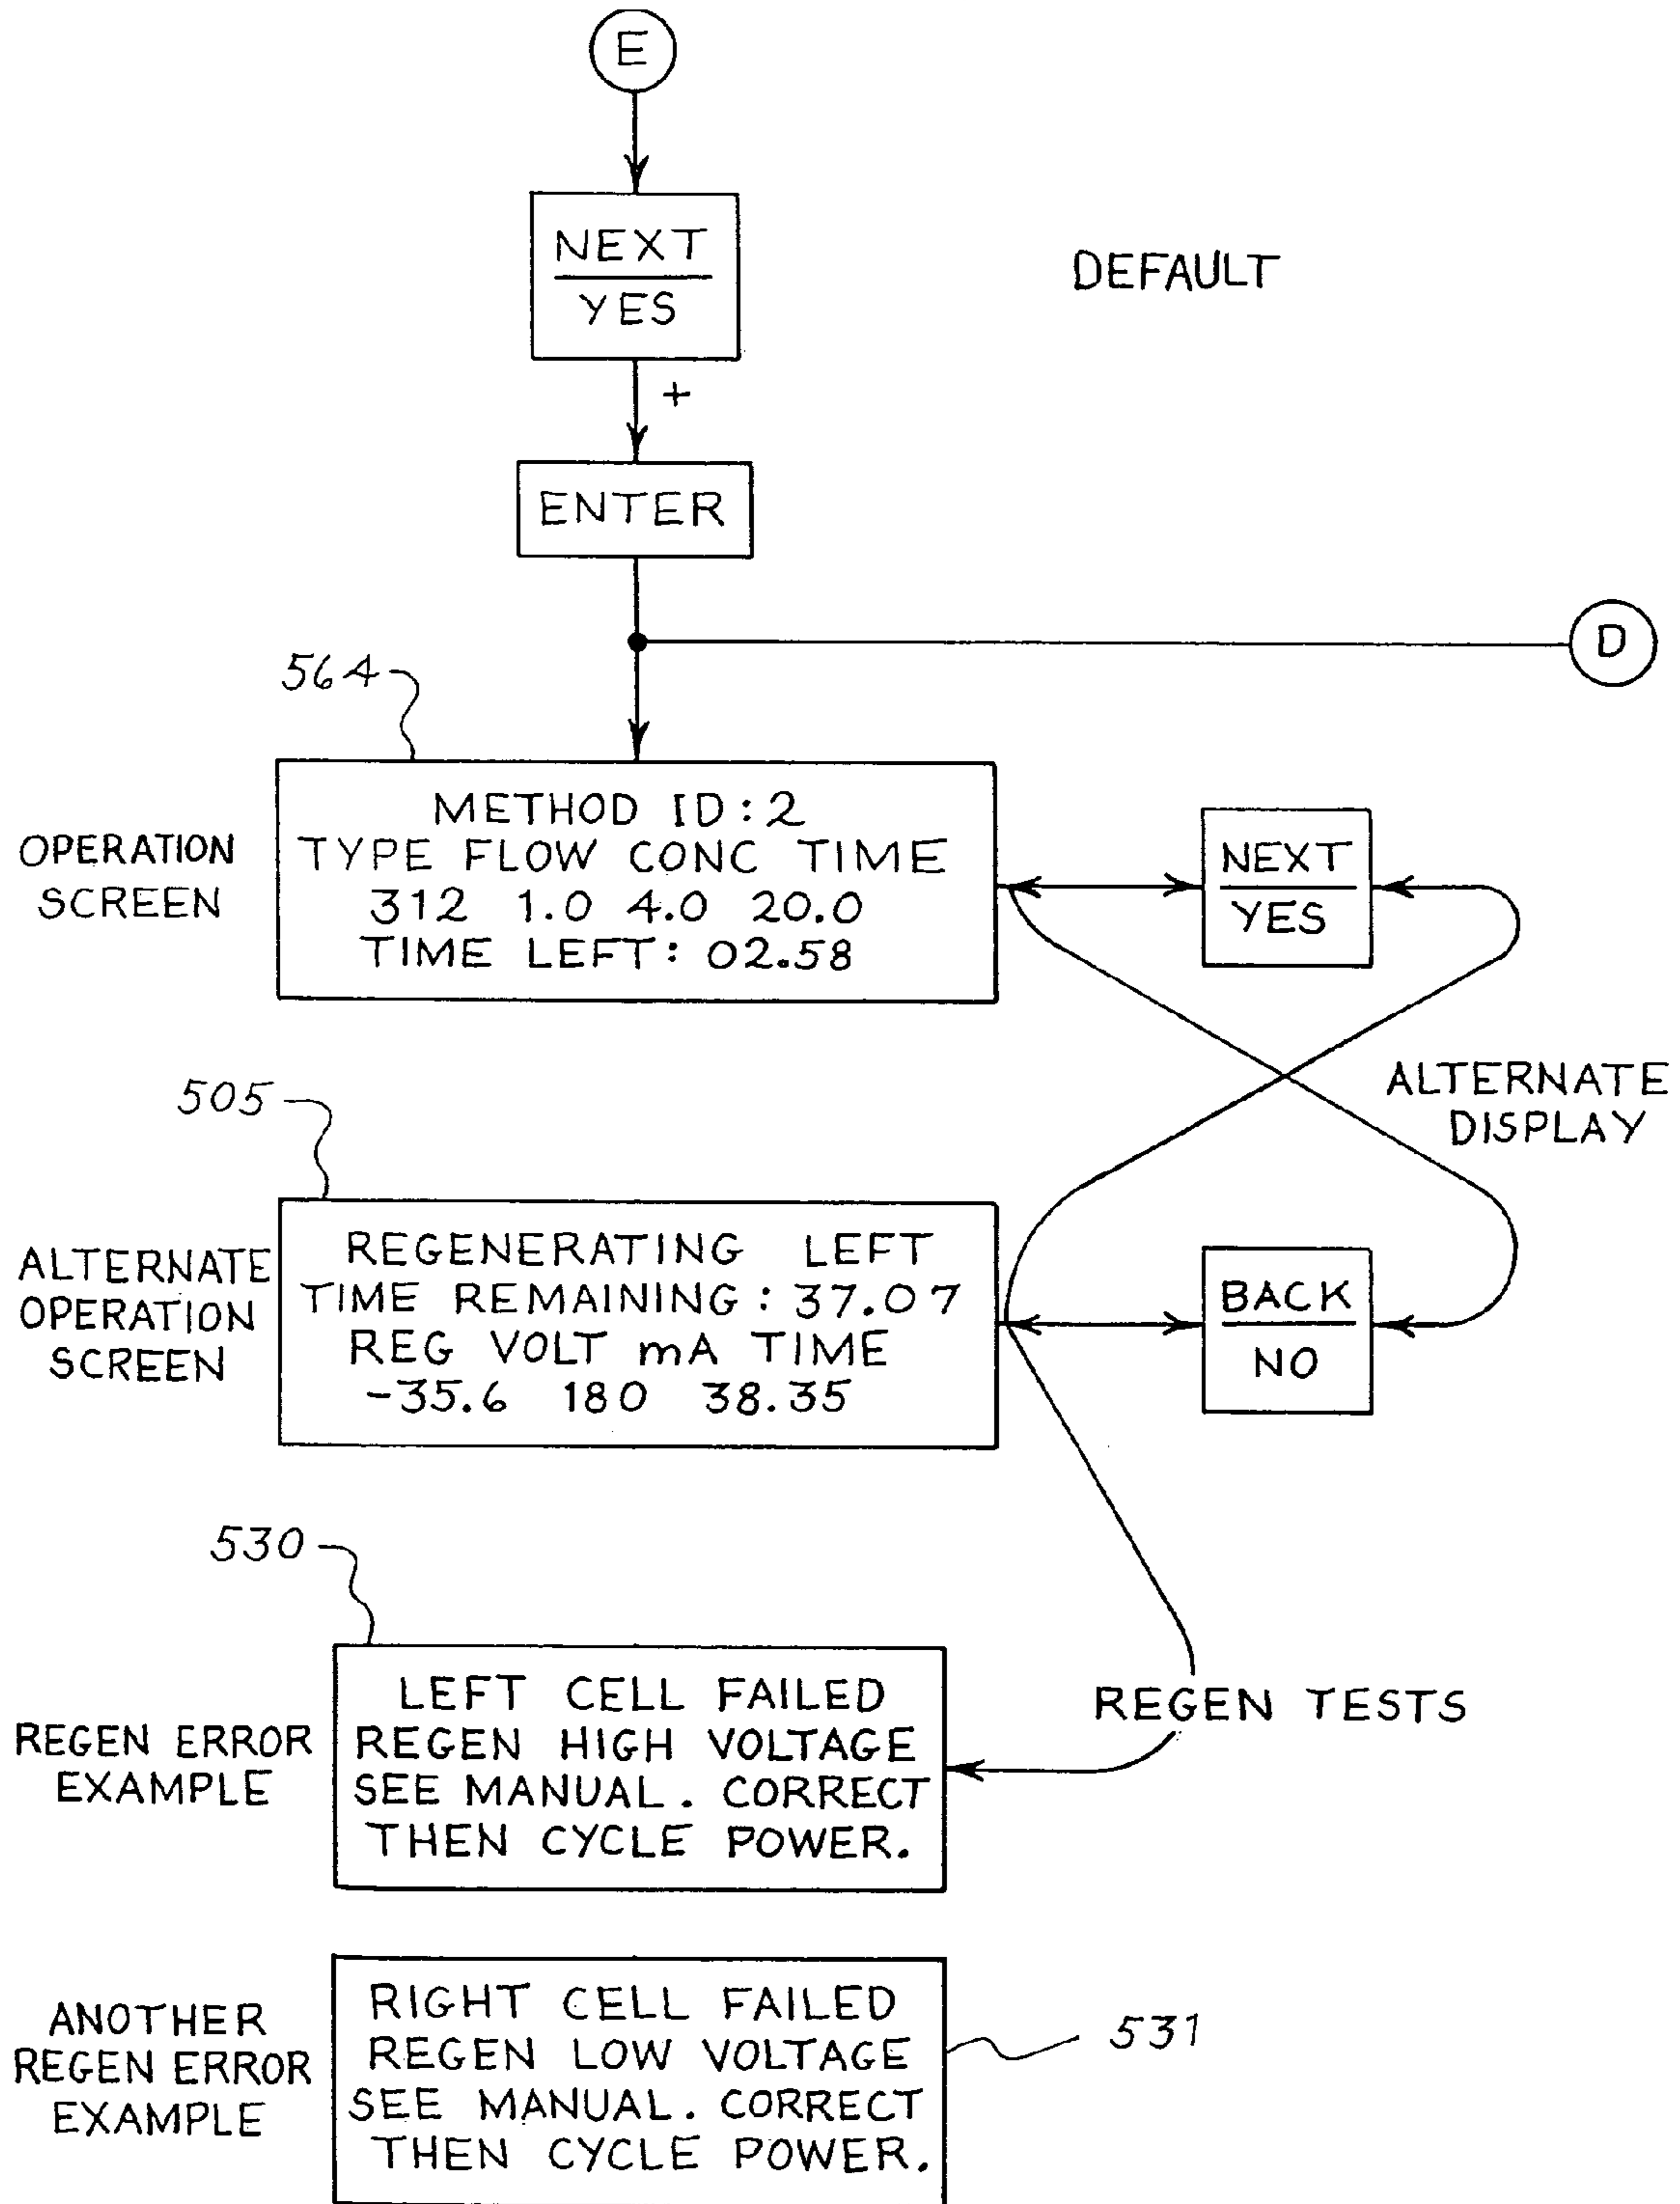 E
NEXT
YES
DEFAULT
+
ENTER
D
564
OPERATION
SCREEN
METHOD ID:2
TYPE FLOW CONC TIME
312 1.0 4.0 20.0
TIME LEFT: 02.58
NEXT
YES
ALTERNATE
DISPLAY
505
ALTERNATE
OPERATION
SCREEN
REGENERATING LEFT
TIME REMAINING: 37.07
REG VOLT mA TIME
-35.6 180 38.35
BACK
NO
530
REGEN ERROR
EXAMPLE
LEFT CELL FAILED
REGEN HIGH VOLTAGE
SEE MANUAL. CORRECT
THEN CYCLE POWER.
REGEN TESTS
ANOTHER
REGEN ERROR
EXAMPLE
RIGHT CELL FAILED
REGEN LOW VOLTAGE
SEE MANUAL. CORRECT
THEN CYCLE POWER.
531